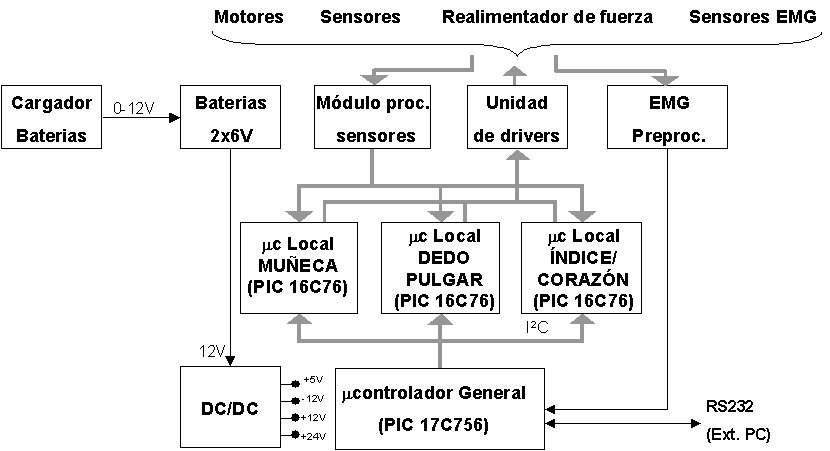 Motores Sensores Realimentador de fuerza Sensores EMG
Cargador
Baterias
0-12V
Baterias
2x6V
Módulo proc.
sensores
Unidad
de drivers
EMG
Preproc.
µc Local
MUÑECA
(PIC 16C76)
µc Local
DEDO
PULGAR
(PIC 16C76)
µc Local
ÍNDICE/
CORAZÓN
(PIC 16C76)
I²C
12V
DC/DC
+5V
-12V
+12V
+24V
µcontrolador General
(PIC 17C756)
RS232
(Ext. PC)